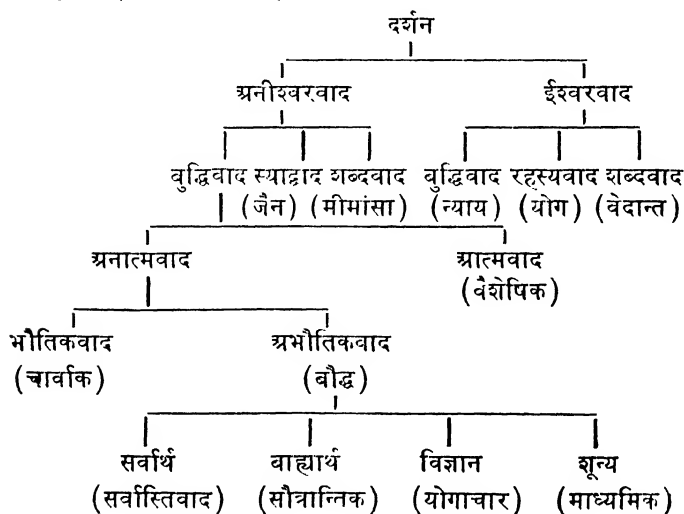 दर्शन
अनीश्वरवाद ईश्वरवाद
बुद्धिवाद स्याद्वाद शब्दवाद बुद्धिवाद रहस्यवाद शब्दवाद
(जैन) (मीमांसा) (न्याय) (योग) (वेदान्त)
अनात्मवाद आत्मवाद
(वैशेषिक)
भौतिकवाद अभौतिकवाद
(चार्वाक) (बौद्ध)
सर्वार्थ बाह्यार्थ विज्ञान शून्य
(सर्वास्तिवाद) (सौत्रान्तिक) (योगाचार) (माध्यमिक)